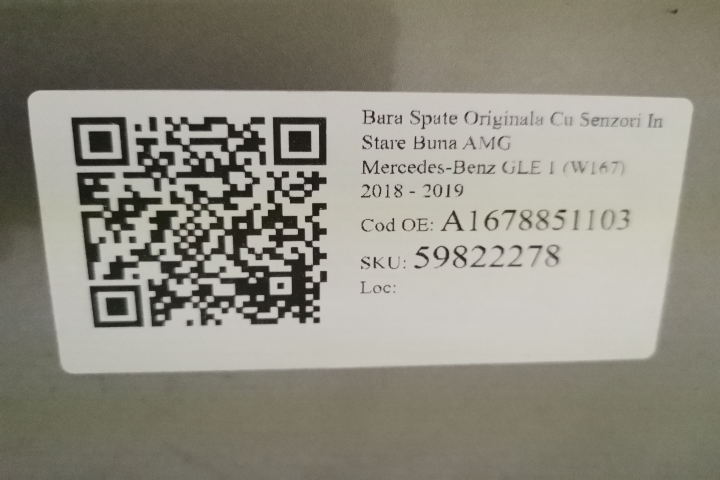 Bara Spate Originala Cu Senzori In
Stare Buna AMG
Mercedes-Benz GLE I (W167)
2018 - 2019
Cod OE: A1678851103
SKU: 59822278
Loc: